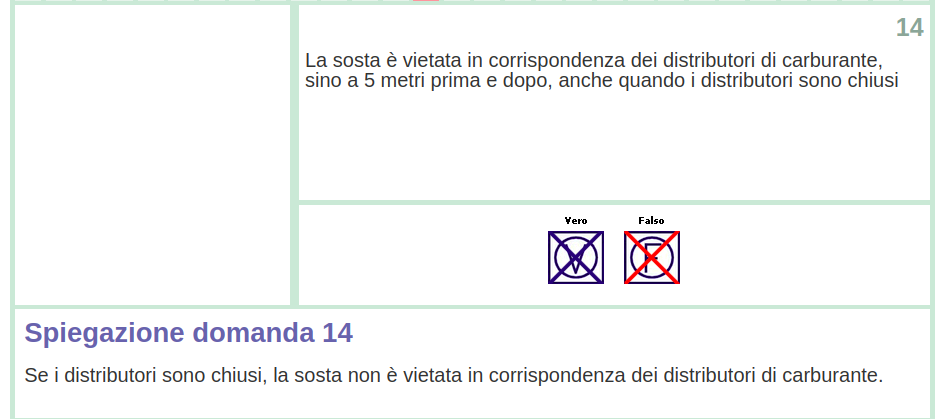 14
La sosta è vietata in corrispondenza dei distributori di carburante,
sino a 5 metri prima e dopo, anche quando i distributori sono chiusi
Vero Falso
V F
Spiegazione domanda 14
Se i distributori sono chiusi, la sosta non è vietata in corrispondenza dei distributori di carburante.